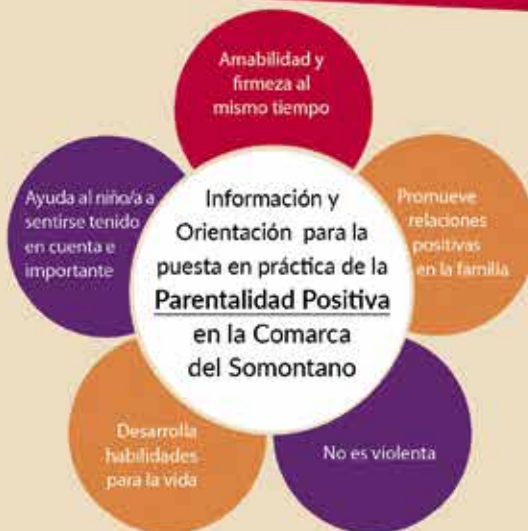 Amabilidad y
firmeza al
mismo tiempo
Ayuda al niño/a a
sentirse tenido
en cuenta e
importante
Información y
Orientación para la
puesta en práctica de la
Parentalidad Positiva
en la Comarca
del Somontano
Promueve
relaciones
positivas
en la familia
Desarrolla
habilidades
para la vida
No es violenta